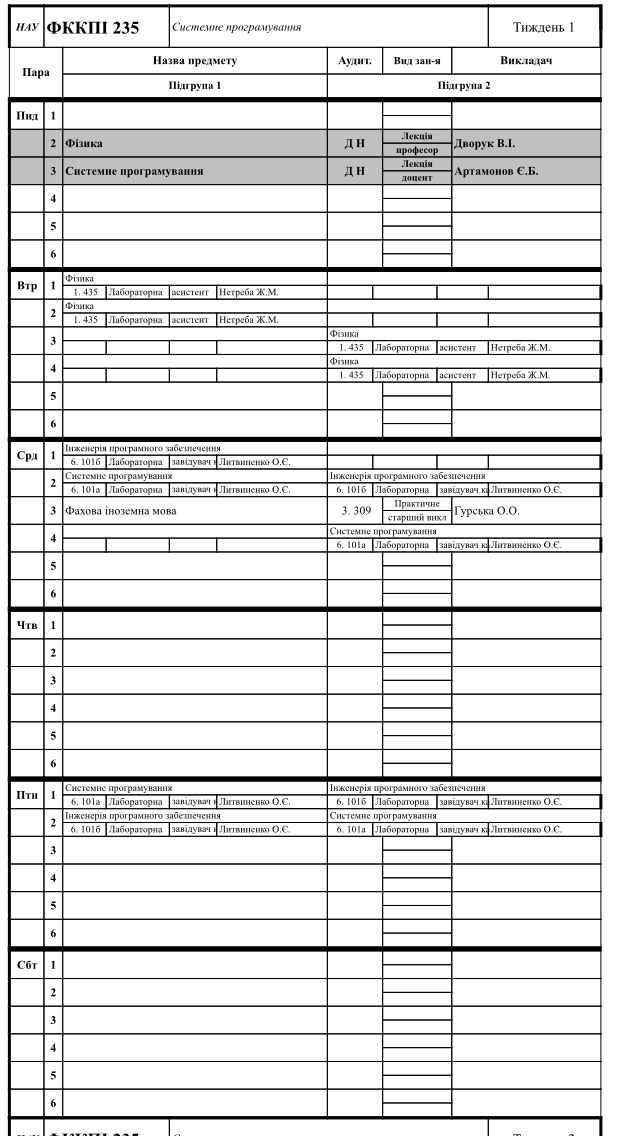 НАУ ФККПІ 235 Системне програмування Тиждень 1
Пара Назва предмету Аудит. Вид зан-я Викладач
Підгрупа 1 Підгрупа 2
Пнд 1
2 Фізика Д Н Лекція професор Дворук В.І.
3 Системне програмування Д Н Лекція доцент Артамонов Є.Б.
4
5
6
Втр 1 Фізика
1. 435 Лабораторна асистент Нетреба Ж.М.
2 Фізика
1. 435 Лабораторна асистент Нетреба Ж.М.
3 Фізика
1. 435 Лабораторна асистент Нетреба Ж.М.
4 Фізика
1. 435 Лабораторна асистент Нетреба Ж.М.
5
6
Срд 1 Інженерія програмного забезпечення
6. 101б Лабораторна завідувач к Литвиненко О.Є.
2 Системне програмування Інженерія програмного забезпечення
6. 101а Лабораторна завідувач к Литвиненко О.Є. 6. 101б Лабораторна завідувач ка Литвиненко О.Є.
3 Фахова іноземна мова 3. 309 Практичне старший викл Гурська О.О.
4 Системне програмування
6. 101а Лабораторна завідувач ка Литвиненко О.Є.
5
6
Чтв 1
2
3
4
5
6
Птн 1 Системне програмування Інженерія програмного забезпечення
6. 101а Лабораторна завідувач к Литвиненко О.Є. 6. 101б Лабораторна завідувач ка Литвиненко О.Є.
2 Інженерія програмного забезпечення Системне програмування
6. 101б Лабораторна завідувач к Литвиненко О.Є. 6. 101а Лабораторна завідувач ка Литвиненко О.Є.
3
4
5
6
Сбт 1
2
3
4
5
6
ФККПІ 235